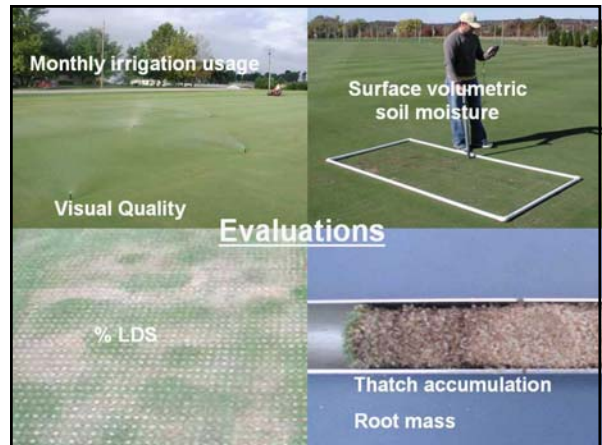 Monthly irrigation usage
Surface volumetric
soil moisture
Visual Quality
Evaluations
% LDS
Thatch accumulation
Root mass